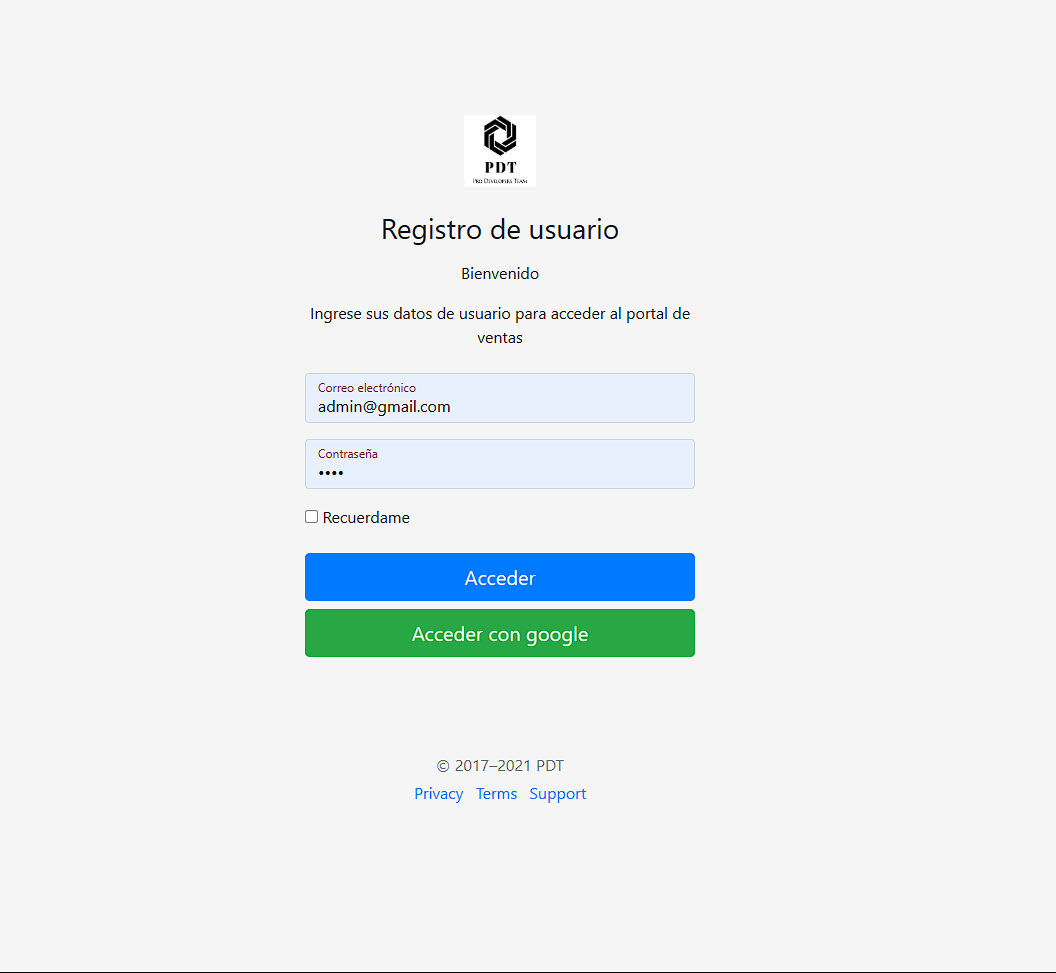 PDT
Pro Developers Team
Registro de usuario
Bienvenido
Ingrese sus datos de usuario para acceder al portal de
ventas
Correo electrónico
admin@gmail.com
Contraseña
••••
Recuerdame
Acceder
Acceder con google
© 2017–2021 PDT
Privacy Terms Support